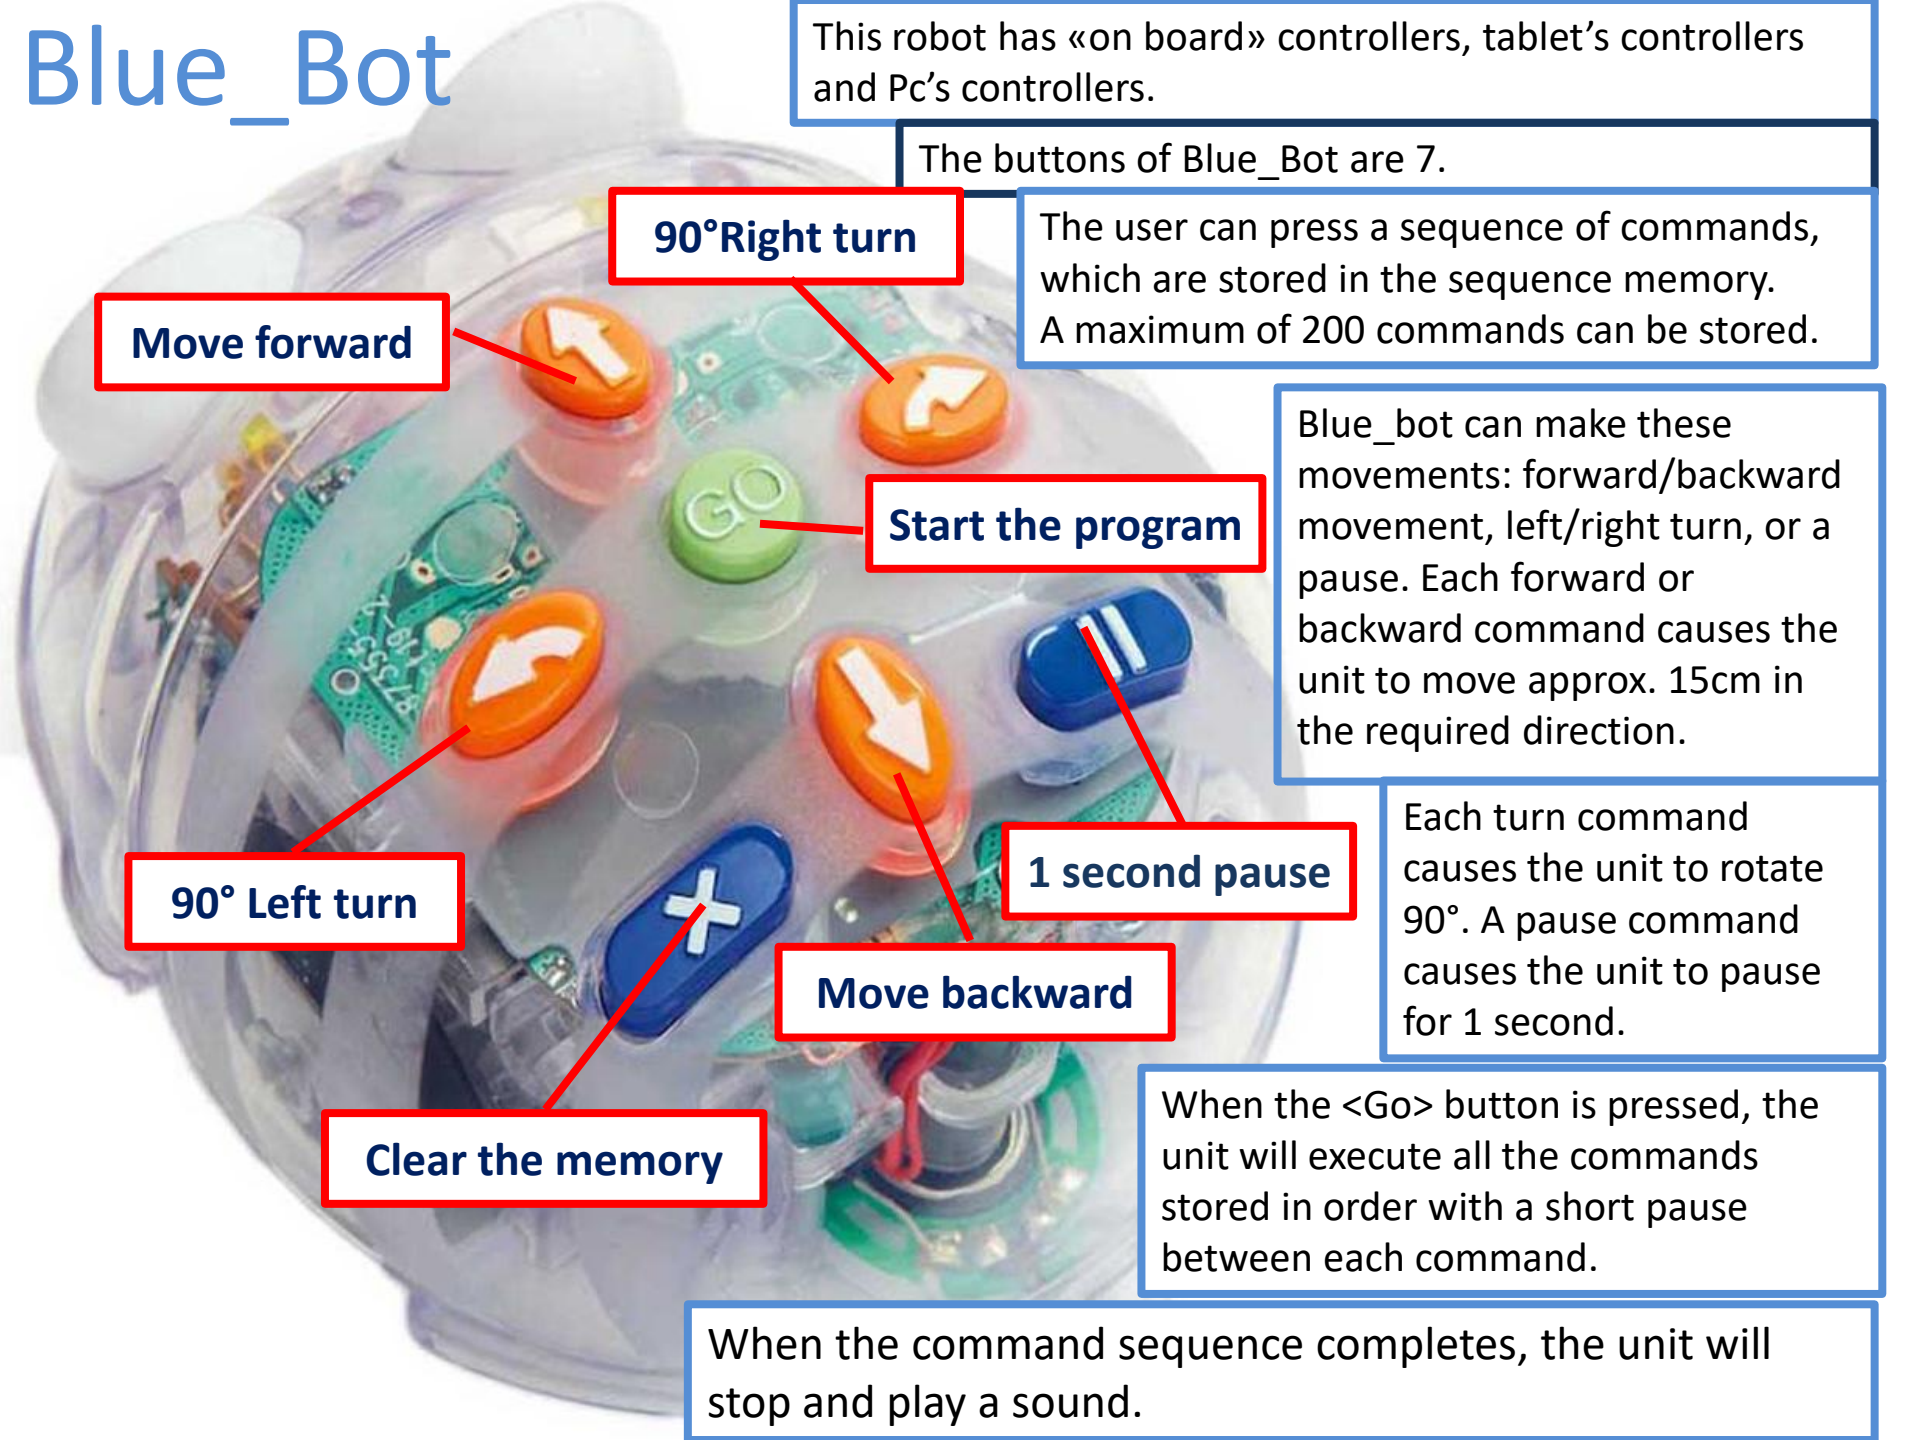 Blue_Bot
This robot has «on board» controllers, tablet’s controllers
and Pc’s controllers.
The buttons of Blue_Bot are 7.
90°Right turn
The user can press a sequence of commands,
which are stored in the sequence memory.
A maximum of 200 commands can be stored.
Move forward
Blue_bot can make these
movements: forward/backward
movement, left/right turn, or a
pause. Each forward or
backward command causes the
unit to move approx. 15cm in
the required direction.
GO
Start the program
Each turn command
causes the unit to rotate
90°. A pause command
causes the unit to pause
for 1 second.
1 second pause
90° Left turn
Move backward
When the <Go> button is pressed, the
unit will execute all the commands
stored in order with a short pause
between each command.
Clear the memory
When the command sequence completes, the unit will
stop and play a sound.